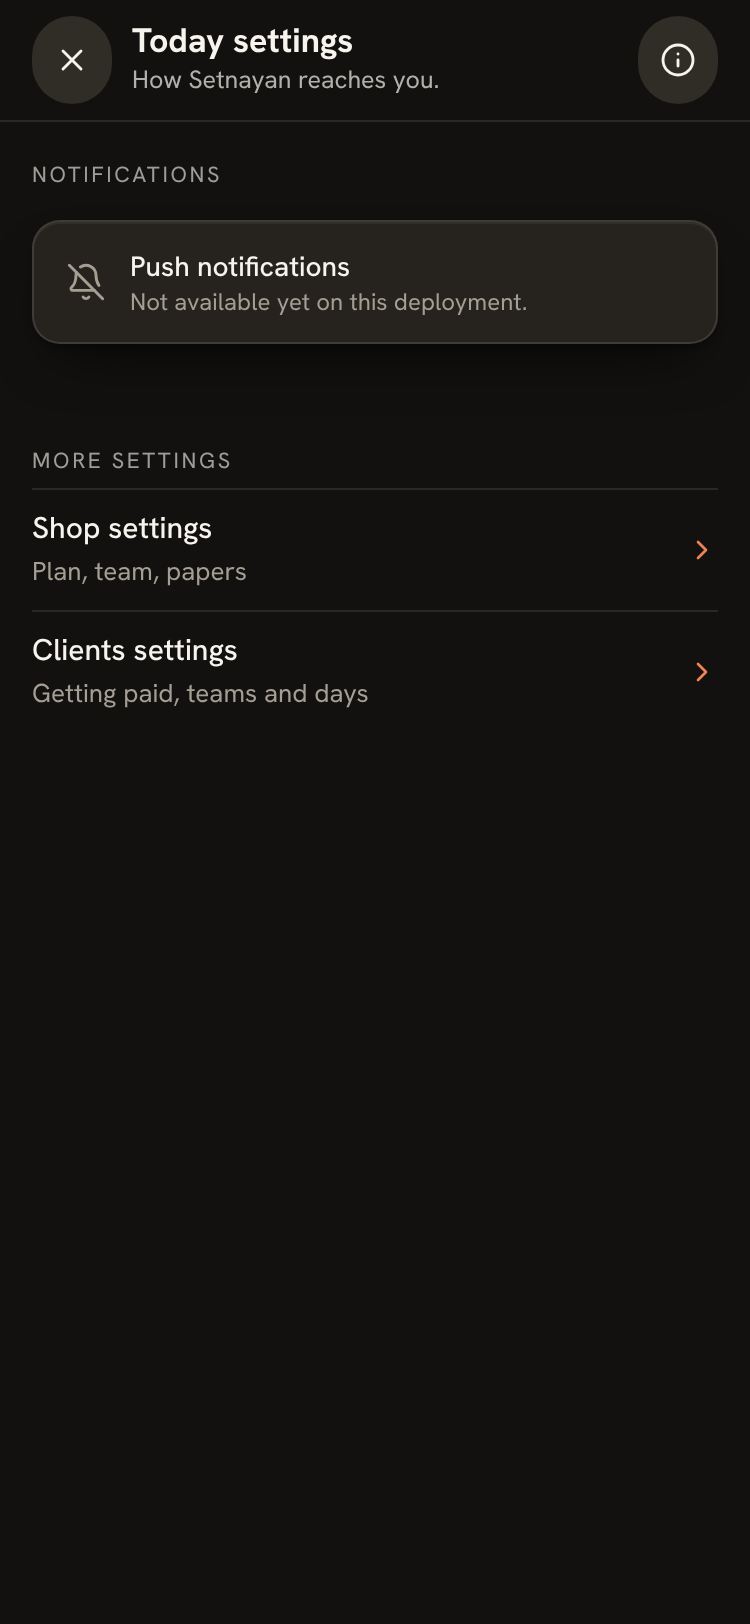 Today settings
How Setnayan reaches you.
NOTIFICATIONS
Push notifications
Not available yet on this deployment.
MORE SETTINGS
Shop settings
Plan, team, papers
Clients settings
Getting paid, teams and days